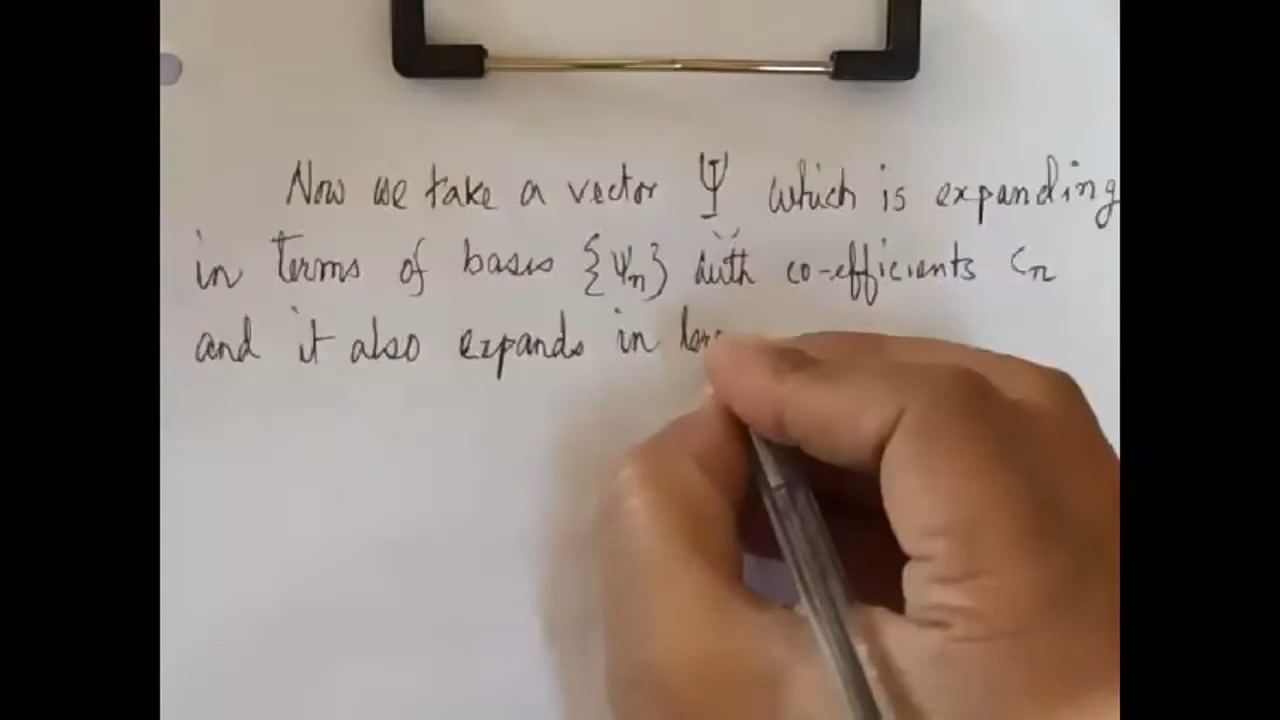 Now we take a vector Ψ which is expanding
in terms of basis {ψn} with co-efficients cn
and it also expands in